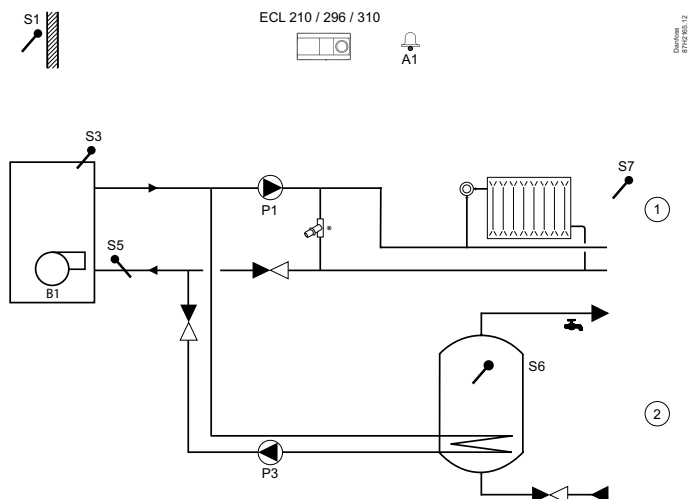 S1
ECL 210 / 296 / 310
A1
Danfoss
87H2165.12
S3
S7
P1
*
1
S5
B1
S6
2
P3